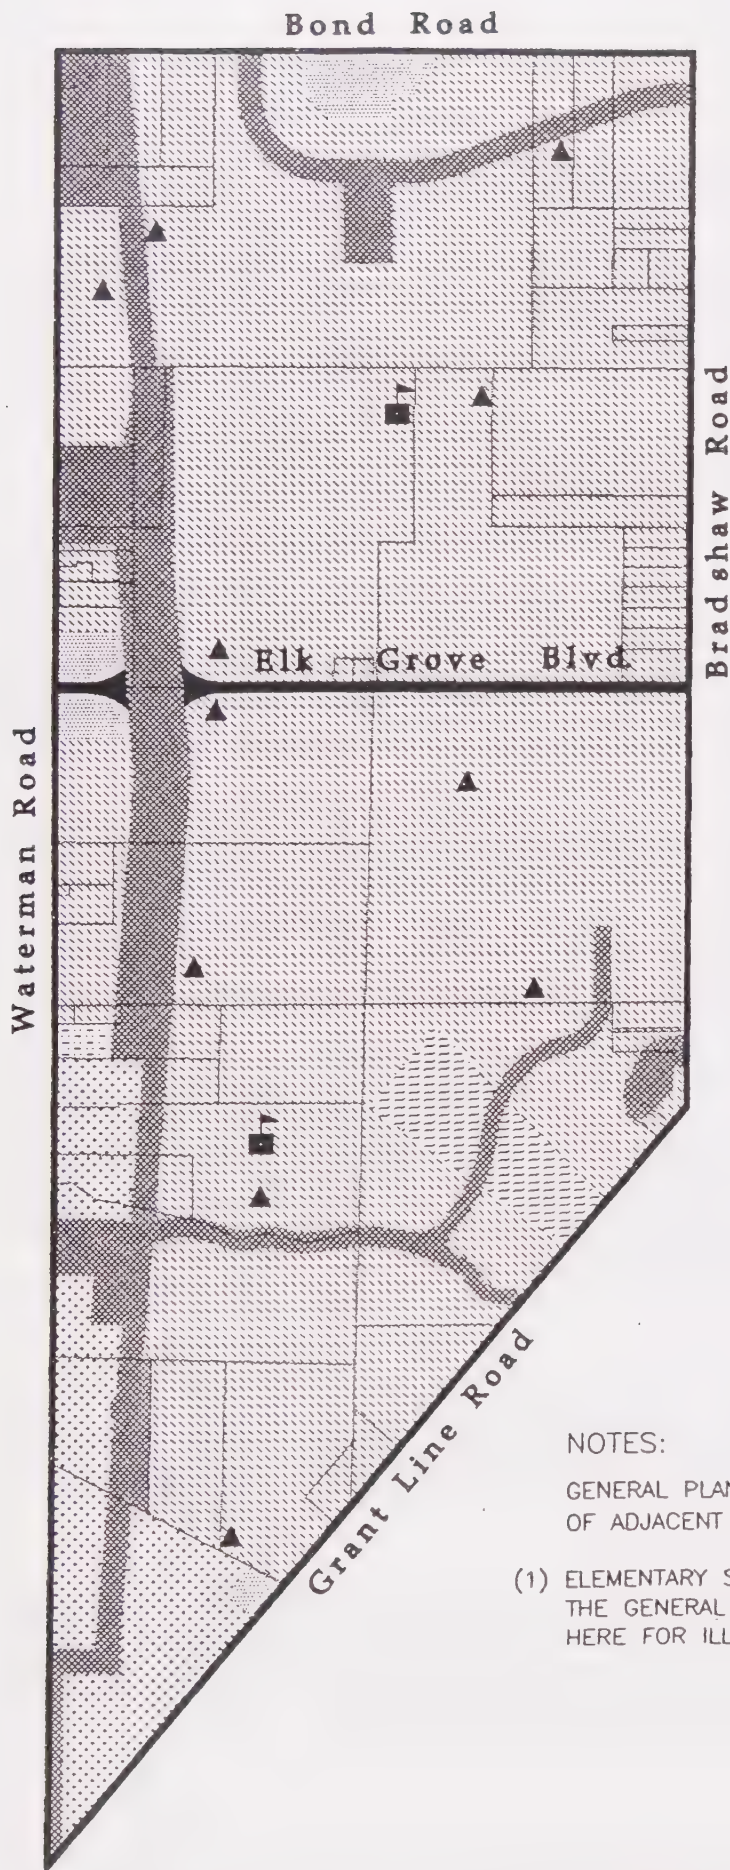 Bond Road
Bradshaw Road
Elk Grove Blvd.
Waterman Road
Grant Line Road
NOTES:
GENERAL PLAN
OF ADJACENT
(1) ELEMENTARY
THE GENERAL
HERE FOR